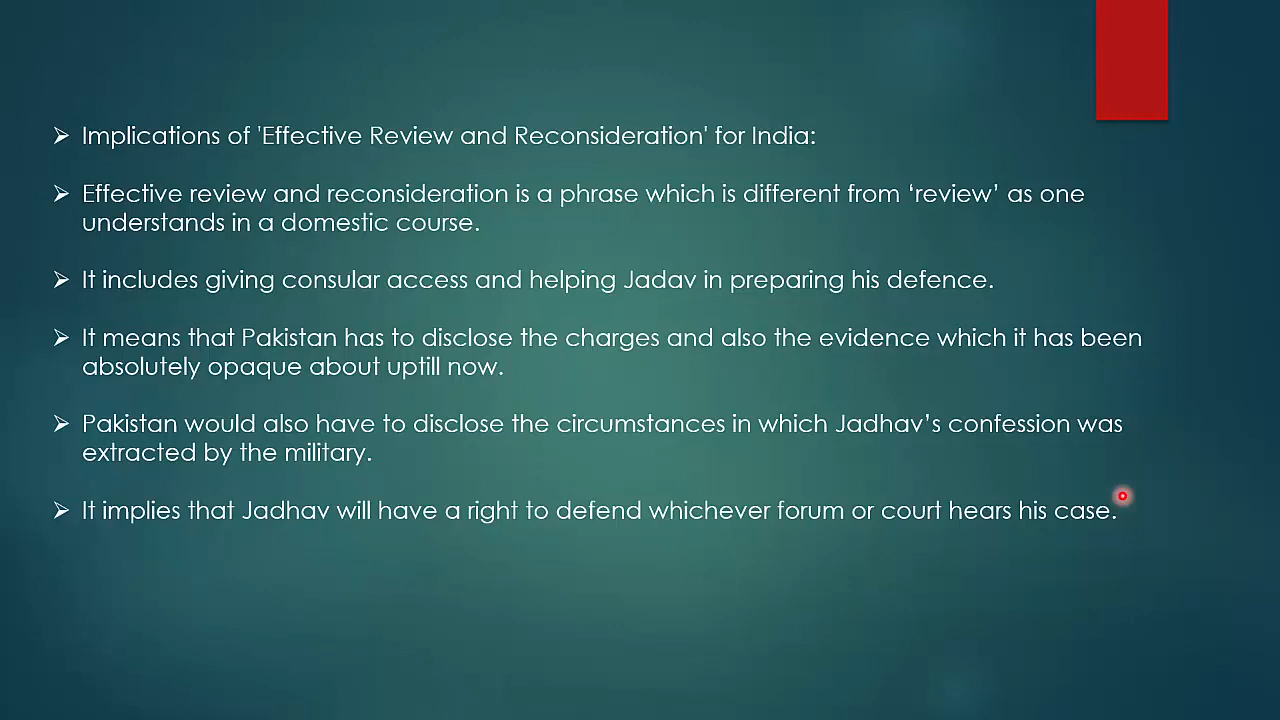 Implications of 'Effective Review and Reconsideration' for India:
Effective review and reconsideration is a phrase which is different from ‘review’ as one
understands in a domestic course.
It includes giving consular access and helping Jadav in preparing his defence.
It means that Pakistan has to disclose the charges and also the evidence which it has been
absolutely opaque about uptill now.
Pakistan would also have to disclose the circumstances in which Jadhav’s confession was
extracted by the military.
It implies that Jadhav will have a right to defend whichever forum or court hears his case.